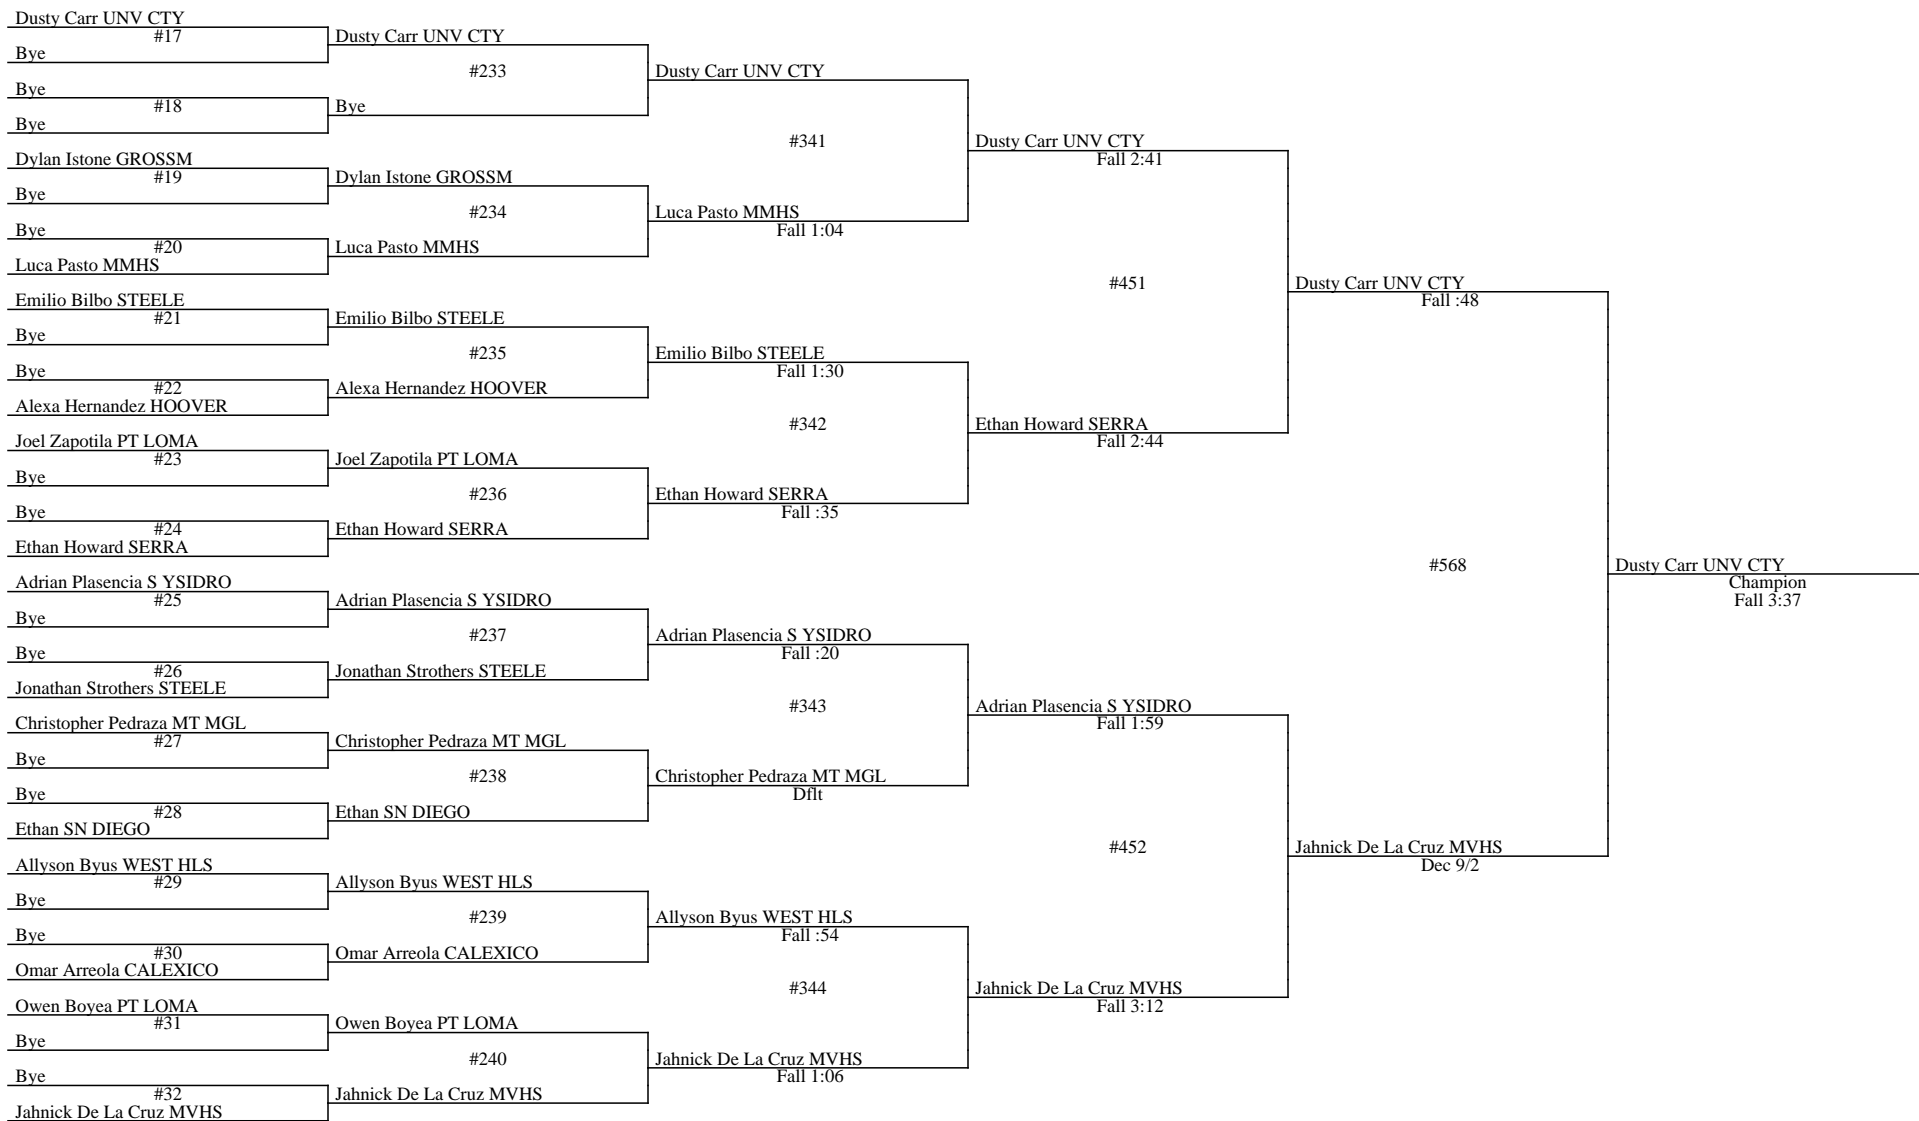 Dusty Carr UNV CTY
#17
Bye
Bye
#18
Bye
Dylan Istone GROSSM
#19
Bye
Bye
#20
Luca Pasto MMHS
Emilio Bilbo STEELE
#21
Bye
Bye
#22
Alexa Hernandez HOOVER
Joel Zapotila PT LOMA
#23
Bye
Bye
#24
Ethan Howard SERRA
Adrian Plasencia S YSIDRO
#25
Bye
Bye
#26
Jonathan Strothers STEELE
Christopher Pedraza MT MGL
#27
Bye
Bye
#28
Ethan SN DIEGO
Allyson Byus WEST HLS
#29
Bye
Bye
#30
Omar Arreola CALEXICO
Owen Boyea PT LOMA
#31
Bye
Bye
#32
Jahnick De La Cruz MVHS
Dusty Carr UNV CTY
#233
Bye
Dylan Istone GROSSM
#234
Luca Pasto MMHS
Emilio Bilbo STEELE
#235
Alexa Hernandez HOOVER
Joel Zapotila PT LOMA
#236
Ethan Howard SERRA
Adrian Plasencia S YSIDRO
#237
Jonathan Strothers STEELE
Christopher Pedraza MT MGL
#238
Ethan SN DIEGO
Allyson Byus WEST HLS
#239
Omar Arreola CALEXICO
Owen Boyea PT LOMA
#240
Jahnick De La Cruz MVHS
Dusty Carr UNV CTY
#341
Luca Pasto MMHS
Fall 1:04
Emilio Bilbo STEELE
Fall 1:30
#342
Ethan Howard SERRA
Fall :35
Adrian Plasencia S YSIDRO
Fall :20
#343
Christopher Pedraza MT MGL
Dflt
Allyson Byus WEST HLS
Fall :54
#344
Jahnick De La Cruz MVHS
Fall 1:06
Dusty Carr UNV CTY
Fall 2:41
#451
Ethan Howard SERRA
Fall 2:44
Adrian Plasencia S YSIDRO
Fall 1:59
#452
Jahnick De La Cruz MVHS
Fall 3:12
Dusty Carr UNV CTY
Fall :48
#568
Jahnick De La Cruz MVHS
Dec 9/2
Dusty Carr UNV CTY
Champion
Fall 3:37